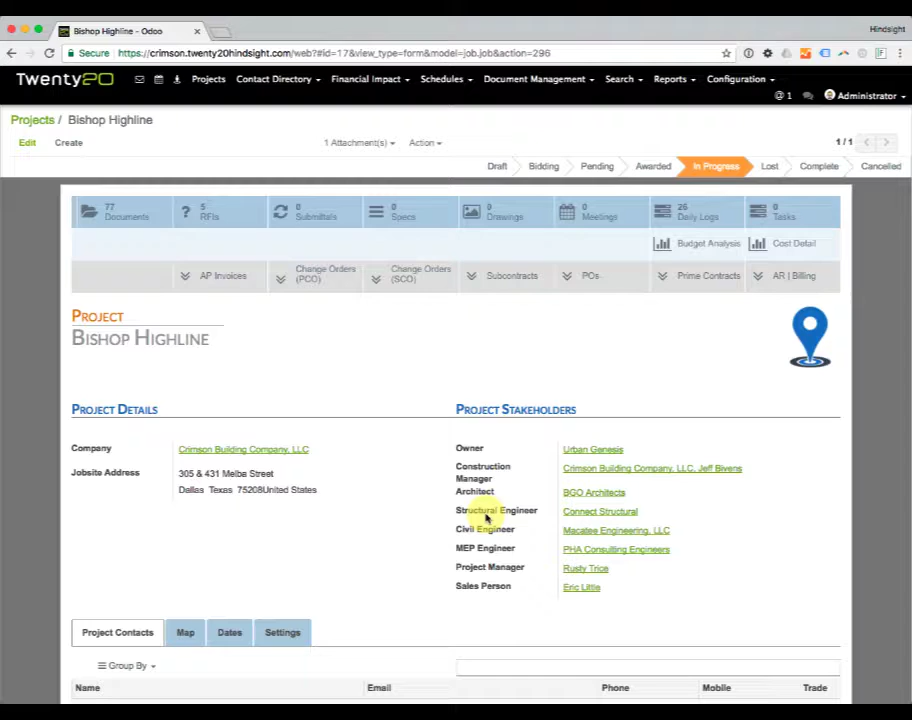 Bishop Highline - Odoo
Hindsight
Secure https://crimson.twenty20hindsight.com/web?#id=17&view_type=form&model=job.job&action=296
Twenty20 Projects Contact Directory Financial Impact Schedules Document Management Search Reports Configuration
@ 1 Administrator
Projects / Bishop Highline
Edit Create 1 Attachment(s) Action 1 / 1
Draft Bidding Pending Awarded In Progress Lost Complete Cancelled
77 Documents
5 RFIs
0 Submittals
0 Specs
0 Drawings
0 Meetings
26 Daily Logs
0 Tasks
Budget Analysis Cost Detail
AP Invoices
Change Orders (PCO)
Change Orders (SCO)
Subcontracts
POs
Prime Contracts
AR | Billing
Project
Bishop Highline
Project Details
Company Crimson Building Company, LLC
Jobsite Address 305 & 431 Melba Street
Dallas Texas 75208United States
Project Stakeholders
Owner Urban Genesis
Construction Manager Crimson Building Company, LLC, Jeff Bivens
Architect BGO Architects
Structural Engineer Connect Structural
Civil Engineer Macatee Engineering, LLC
MEP Engineer PHA Consulting Engineers
Project Manager Rusty Trice
Sales Person Eric Little
Project Contacts Map Dates Settings
Group By
Name Email Phone Mobile Trade